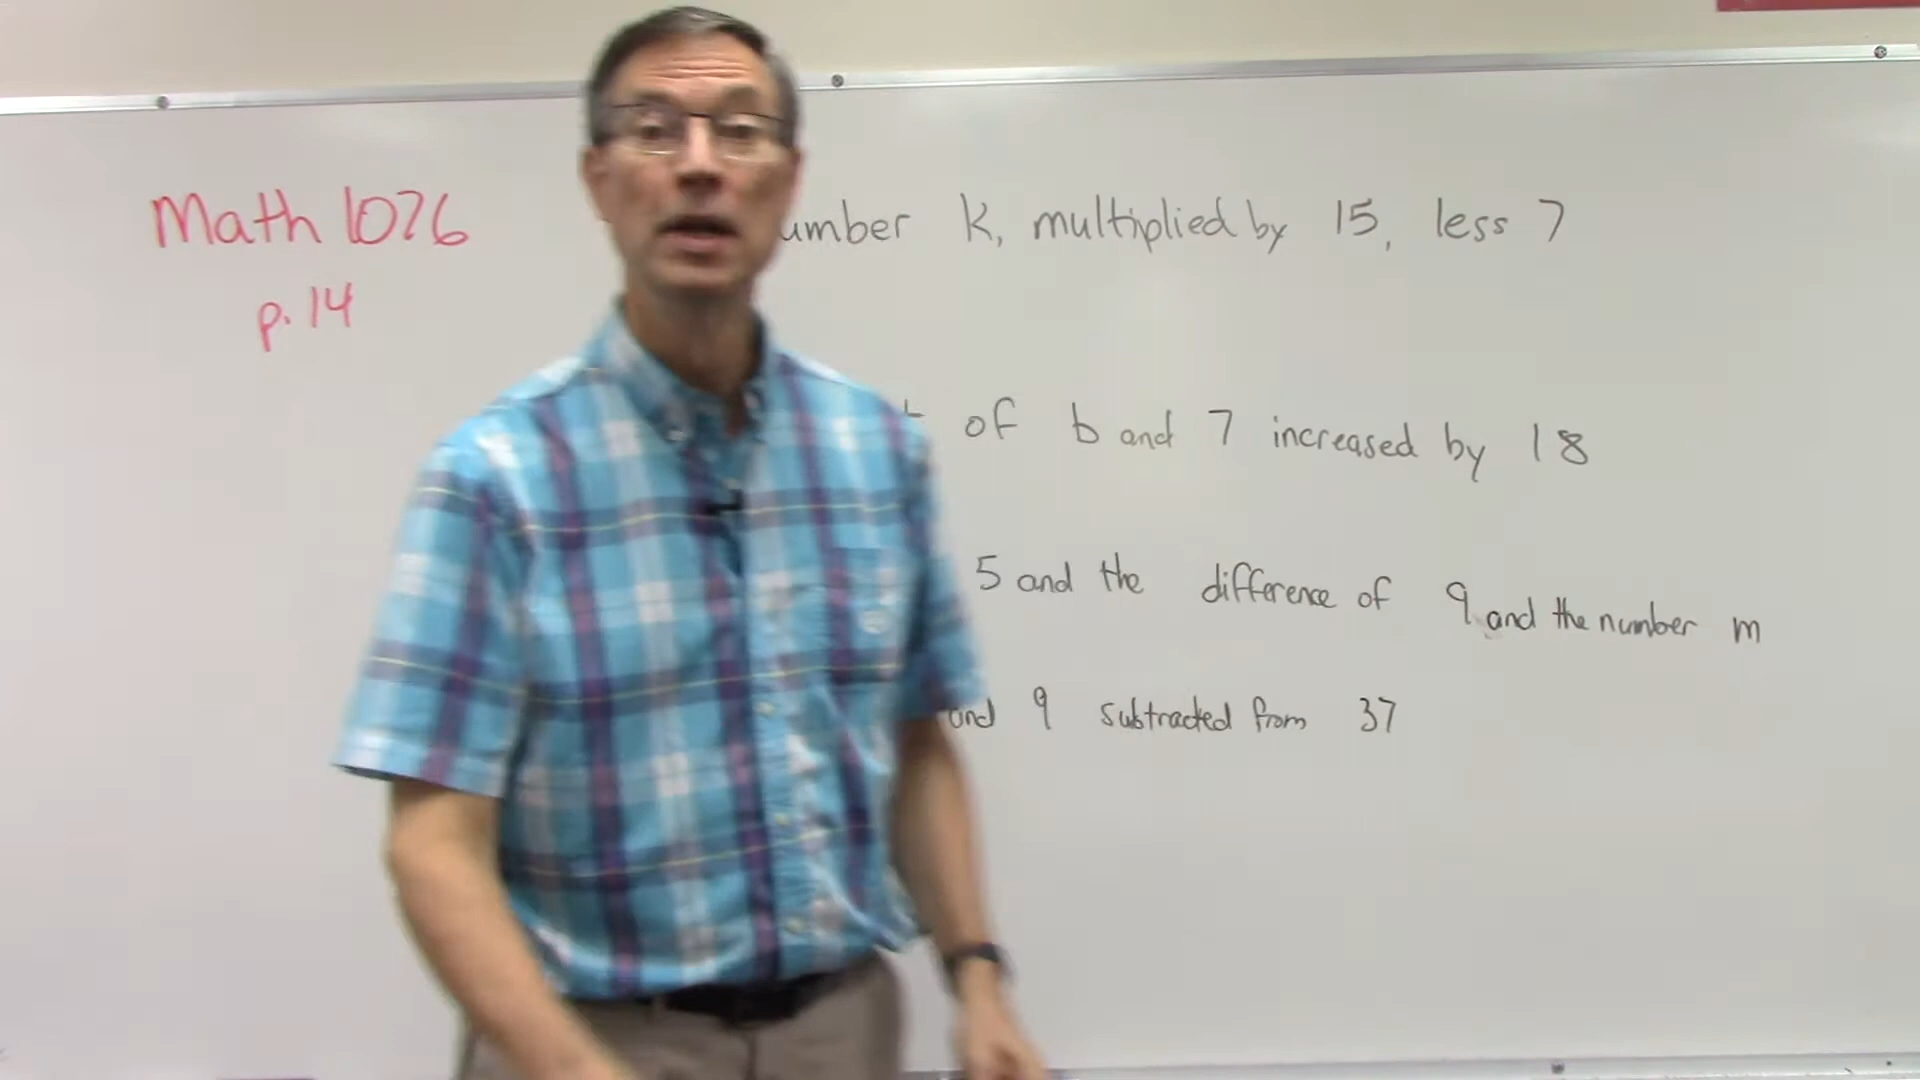 Math 1076
p. 14
umber k, multiplied by 15, less 7
of b and 7 increased by 18
5 and the difference of 9 and the number m
and 9 subtracted from 37